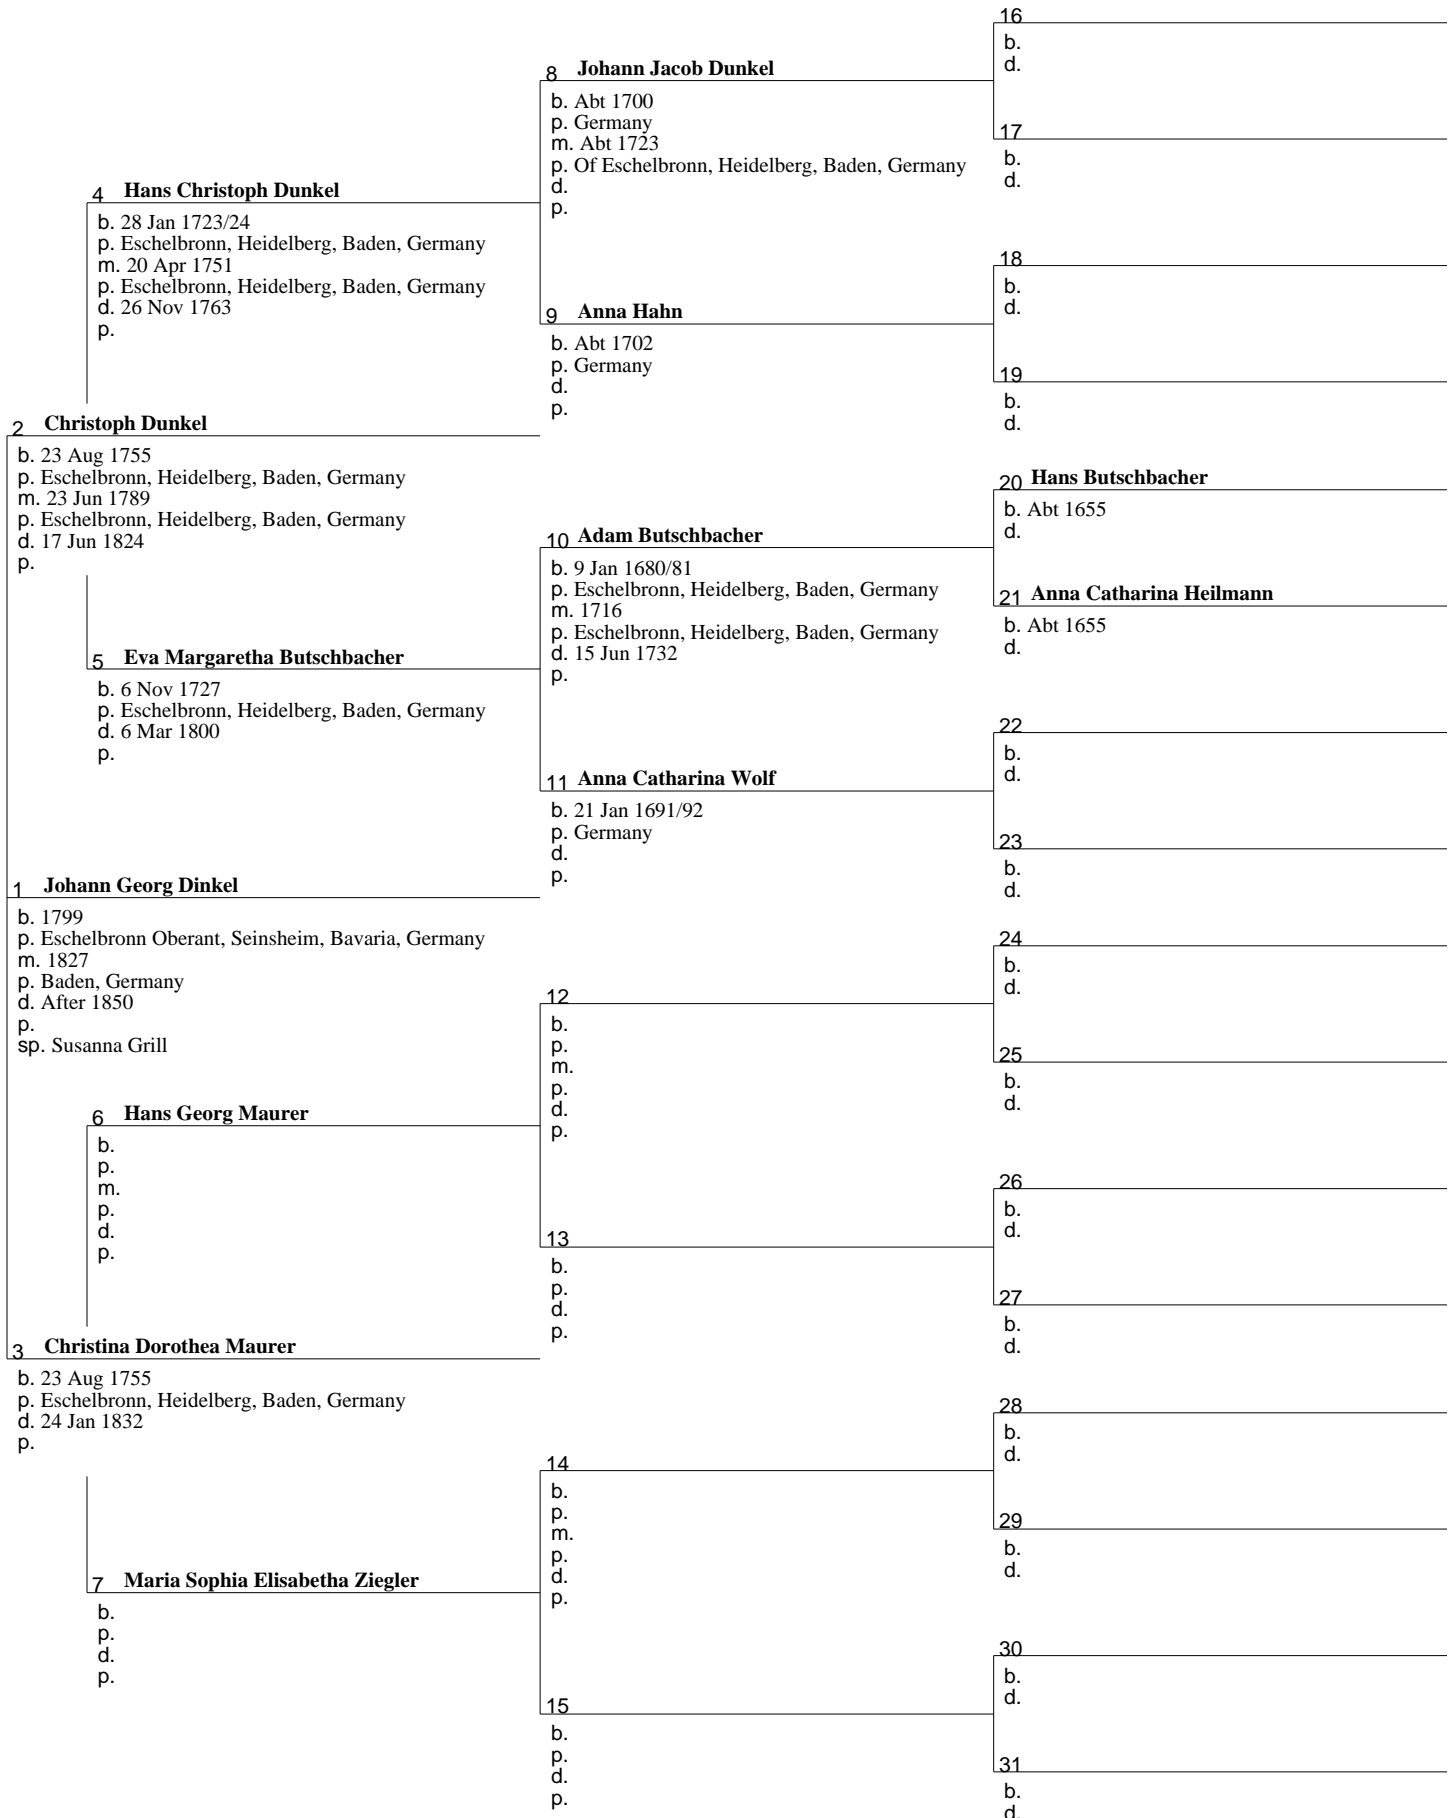 16
b.
d.
8 Johann Jacob Dunkel
b. Abt 1700
p. Germany
m. Abt 1723
p. Of Eschelbronn, Heidelberg, Baden, Germany
d.
p.
17
b.
d.
4 Hans Christoph Dunkel
b. 28 Jan 1723/24
p. Eschelbronn, Heidelberg, Baden, Germany
m. 20 Apr 1751
p. Eschelbronn, Heidelberg, Baden, Germany
d. 26 Nov 1763
p.
18
b.
d.
9 Anna Hahn
b. Abt 1702
p. Germany
d.
p.
19
b.
d.
2 Christoph Dunkel
b. 23 Aug 1755
p. Eschelbronn, Heidelberg, Baden, Germany
m. 23 Jun 1789
p. Eschelbronn, Heidelberg, Baden, Germany
d. 17 Jun 1824
p.
20 Hans Butschbacher
b. Abt 1655
d.
10 Adam Butschbacher
b. 9 Jan 1680/81
p. Eschelbronn, Heidelberg, Baden, Germany
m. 1716
p. Eschelbronn, Heidelberg, Baden, Germany
d. 15 Jun 1732
p.
21 Anna Catharina Heilmann
b. Abt 1655
d.
5 Eva Margaretha Butschbacher
b. 6 Nov 1727
p. Eschelbronn, Heidelberg, Baden, Germany
d. 6 Mar 1800
p.
22
b.
d.
11 Anna Catharina Wolf
b. 21 Jan 1691/92
p. Germany
d.
p.
23
b.
d.
1 Johann Georg Dinkel
b. 1799
p. Eschelbronn Oberant, Seinsheim, Bavaria, Germany
m. 1827
p. Baden, Germany
d. After 1850
p.
sp. Susanna Grill
24
b.
d.
12
b.
p.
m.
p.
d.
p.
25
b.
d.
6 Hans Georg Maurer
b.
p.
m.
p.
d.
p.
26
b.
d.
13
b.
p.
d.
p.
27
b.
d.
3 Christina Dorothea Maurer
b. 23 Aug 1755
p. Eschelbronn, Heidelberg, Baden, Germany
d. 24 Jan 1832
p.
28
b.
d.
14
b.
p.
m.
p.
d.
p.
29
b.
d.
7 Maria Sophia Elisabetha Ziegler
b.
p.
d.
p.
30
b.
d.
15
b.
p.
d.
p.
31
b.
d.